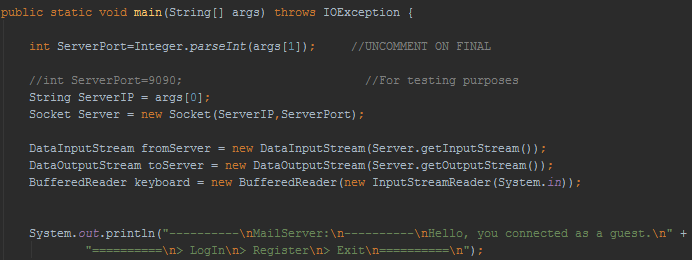 public static void main(String[] args) throws IOException {
int ServerPort=Integer.parseInt(args[1]); //UNCOMMENT ON FINAL
//int ServerPort=9090; //For testing purposes
String ServerIP = args[0];
Socket Server = new Socket(ServerIP,ServerPort);
DataInputStream fromServer = new DataInputStream(Server.getInputStream());
DataOutputStream toServer = new DataOutputStream(Server.getOutputStream());
BufferedReader keyboard = new BufferedReader(new InputStreamReader(System.in));
System.out.println("----------\nMailServer:\n----------\nHello, you connected as a guest.\n" +
"==========\n> LogIn\n> Register\n> Exit\n==========\n");